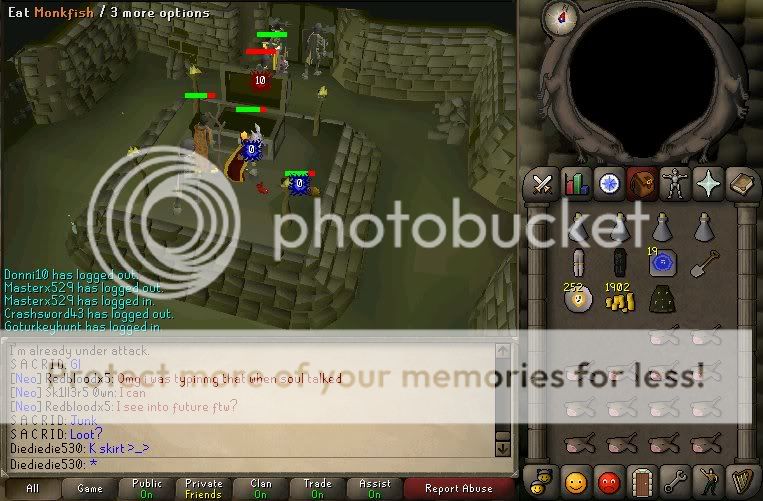 Eat Monkfish / 3 more options
10
0
0
photobucket
Donni10 has logged out.
Masterx529 has logged out.
Masterx529 has logged in.
Crashsword43 has logged out.
Goturkeyhunt has logged in.
19
252
1902
Protect more of your memories for less!
I'm already under attack.
S A C R I D: Gl
[Neo] Redbloodx5: Omg i was typinng that when soul talked
[Neo] Sk1ll3r5 0wn: I can
[Neo] Redbloodx5: I see into future ftw?
S A C R I D: Junk
S A C R I D: Loot?
Diediedie530: K skirt >_>
Diediedie530: *
All
Game
Public
On
Private
Friends
Clan
On
Trade
On
Assist
On
Report Abuse